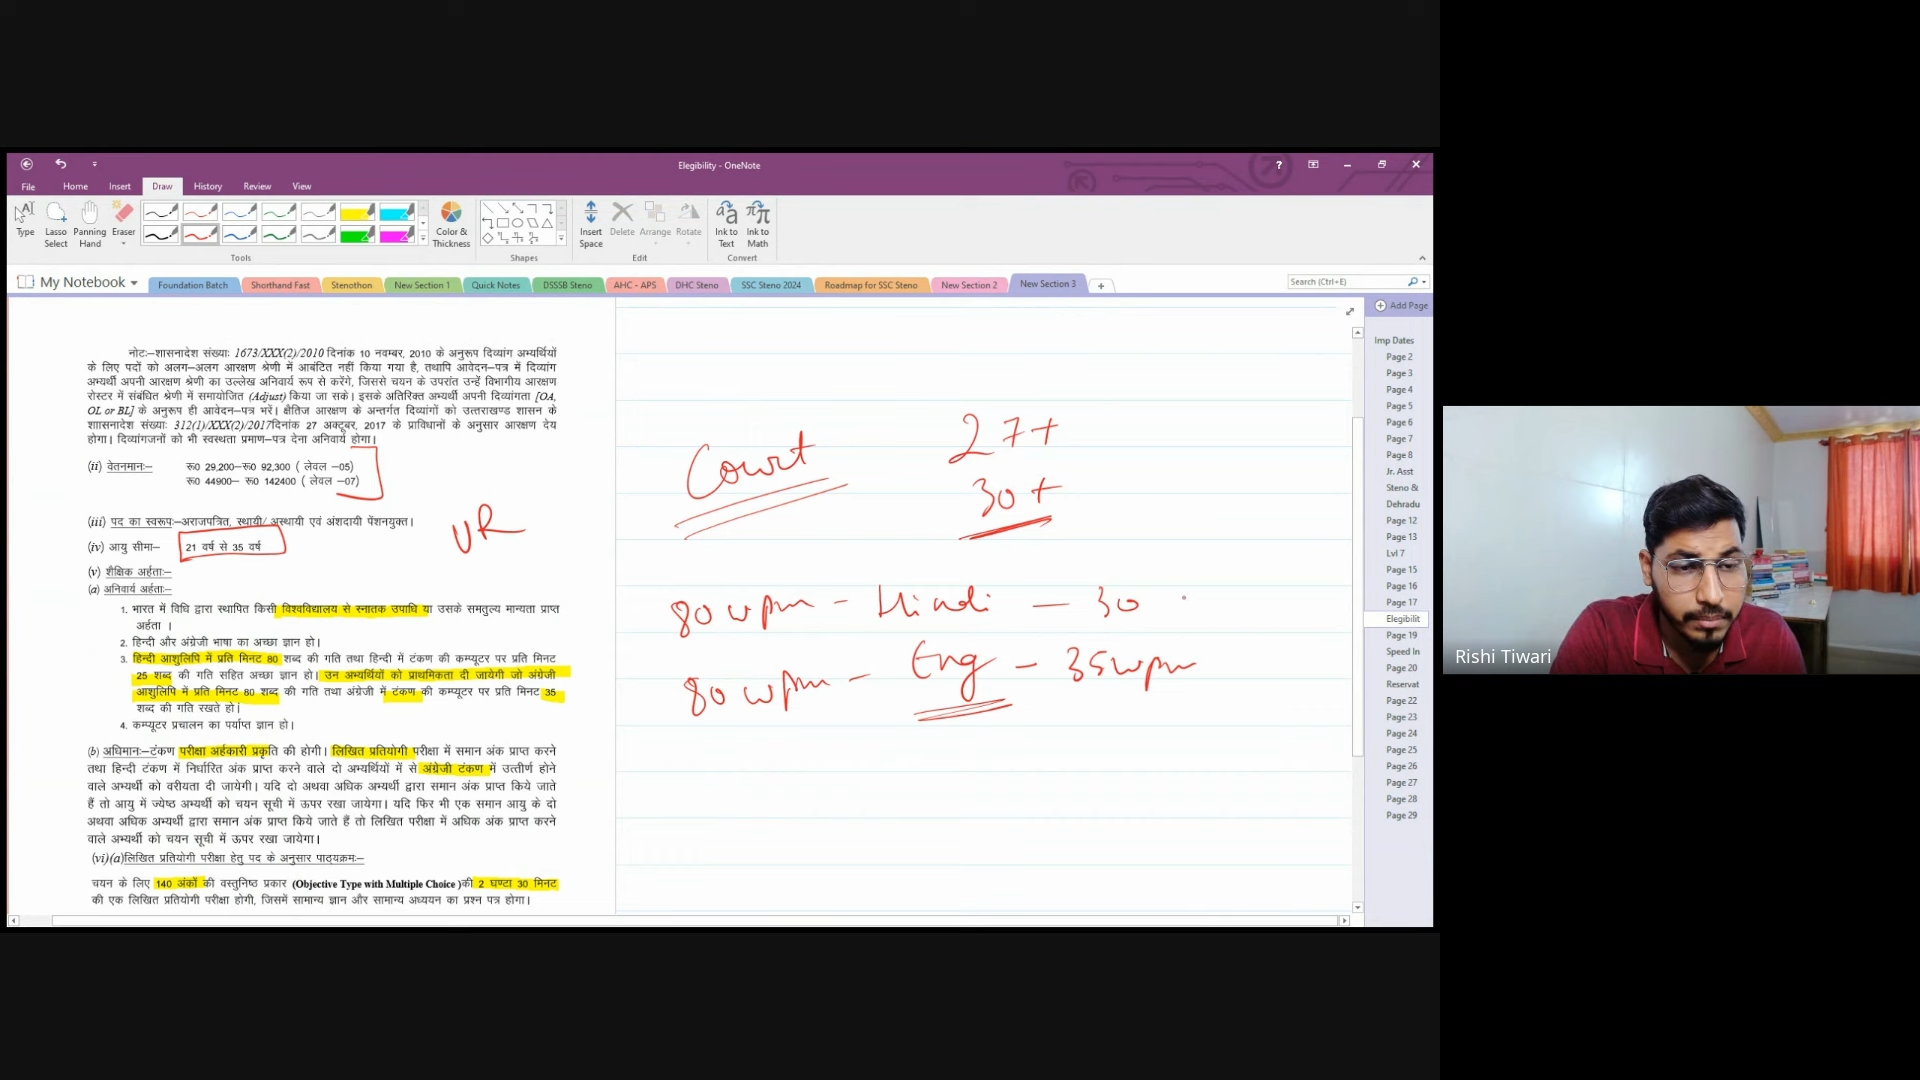 Elegibility - OneNote
File Home Insert Draw History Review View
Type Lasso Select Panning Hand Eraser Color & Thickness Insert Space Delete Arrange Rotate Ink to Text Ink to Math
Tools Shapes Edit Convert
My Notebook Foundation Batch Shorthand Fast Stenothon New Section 1 Quick Notes DSSSB Steno AHC - APS DHC Steno SSC Steno 2024 Roadmap for SSC Steno New Section 2 New Section 3 Search (Ctrl+E)
नोटः–शासनादेश संख्याः 1673/XXX(2)/2010 दिनांक 10 नवम्बर, 2010 के अनुरूप दिव्यांग अभ्यर्थियों
के लिए पदों को अलग–अलग आरक्षण श्रेणी में आबंटित नहीं किया गया है, तथापि आवेदन–पत्र में दिव्यांग
अभ्यर्थी अपनी आरक्षण श्रेणी का उल्लेख अनिवार्य रूप से करेंगे, जिससे चयन के उपरांत उन्हें विभागीय आरक्षण
रोस्टर में संबंधित श्रेणी में समायोजित (Adjust) किया जा सके। इसके अतिरिक्त अभ्यर्थी अपनी दिव्यांगता [OA,
OL or BL] के अनुरूप ही आवेदन–पत्र भरें। क्षैतिज आरक्षण के अन्तर्गत दिव्यांगों को उत्तराखण्ड शासन के
शाासनादेश संख्याः 312(1)/XXX(2)/2017दिनांक 27 अक्टूबर, 2017 के प्राविधानों के अनुसार आरक्षण देय
होगा। दिव्यांगजनों को भी स्वस्थता प्रमाण–पत्र देना अनिवार्य होगा।
(ii) वेतनमानः– रू0 29,200–रू0 92,300 ( लेवल –05)
रू0 44900– रू0 142400 ( लेवल –07)
(iii) पद का स्वरूपः–अराजपत्रित, स्थायी/ अस्थायी एवं अंशदायी पेंशनयुक्त।
UR
(iv) आयु सीमा– 21 वर्ष से 35 वर्ष
(v) शैक्षिक अर्हताः–
(a) अनिवार्य अर्हताः–
1. भारत में विधि द्वारा स्थापित किसी विश्वविद्यालय से स्नातक उपाधि या उसके समतुल्य मान्यता प्राप्त
अर्हता ।
2. हिन्दी और अंग्रेजी भाषा का अच्छा ज्ञान हो।
3. हिन्दी आशुलिपि में प्रति मिनट 80 शब्द की गति तथा हिन्दी में टंकण की कम्प्यूटर पर प्रति मिनट
25 शब्द की गति सहित अच्छा ज्ञान हो। उन अभ्यर्थियों को प्राथमिकता दी जायेगी जो अंग्रेजी
आशुलिपि में प्रति मिनट 80 शब्द की गति तथा अंग्रेजी में टंकण की कम्प्यूटर पर प्रति मिनट 35
शब्द की गति रखते हो।
4. कम्प्यूटर प्रचालन का पर्याप्त ज्ञान हो।
(b) अधिमानः–टंकण परीक्षा अर्हकारी प्रकृति की होगी। लिखित प्रतियोगी परीक्षा में समान अंक प्राप्त करने
तथा हिन्दी टंकण में निर्धारित अंक प्राप्त करने वाले दो अभ्यर्थियों में से अंग्रेजी टंकण में उत्तीर्ण होने
वाले अभ्यर्थी को वरीयता दी जायेगी। यदि दो अथवा अधिक अभ्यर्थी द्वारा समान अंक प्राप्त किये जाते
हैं तो आयु में ज्येष्ठ अभ्यर्थी को चयन सूची में ऊपर रखा जायेगा। यदि फिर भी एक समान आयु के दो
अथवा अधिक अभ्यर्थी द्वारा समान अंक प्राप्त किये जाते हैं तो लिखित परीक्षा में अधिक अंक प्राप्त करने
वाले अभ्यर्थी को चयन सूची में ऊपर रखा जायेगा।
(vi)(a)लिखित प्रतियोगी परीक्षा हेतु पद के अनुसार पाठ्यक्रमः–
चयन के लिए 140 अंकों की वस्तुनिष्ठ प्रकार (Objective Type with Multiple Choice )की 2 घण्टा 30 मिनट
की एक लिखित प्रतियोगी परीक्षा होगी, जिसमें सामान्य ज्ञान और सामान्य अध्ययन का प्रश्न पत्र होगा।
Court 27+
30+
80 wpm - Hindi — 30
80 wpm - Eng - 35 wpm
Add Page
Imp Dates
Page 2
Page 3
Page 4
Page 5
Page 6
Page 7
Page 8
Jr. Asst
Steno &
Dehradu
Page 12
Page 13
Lvl 7
Page 15
Page 16
Page 17
Elegibilit
Page 19
Speed In
Page 20
Reservat
Page 22
Page 23
Page 24
Page 25
Page 26
Page 27
Page 28
Page 29
Rishi Tiwari